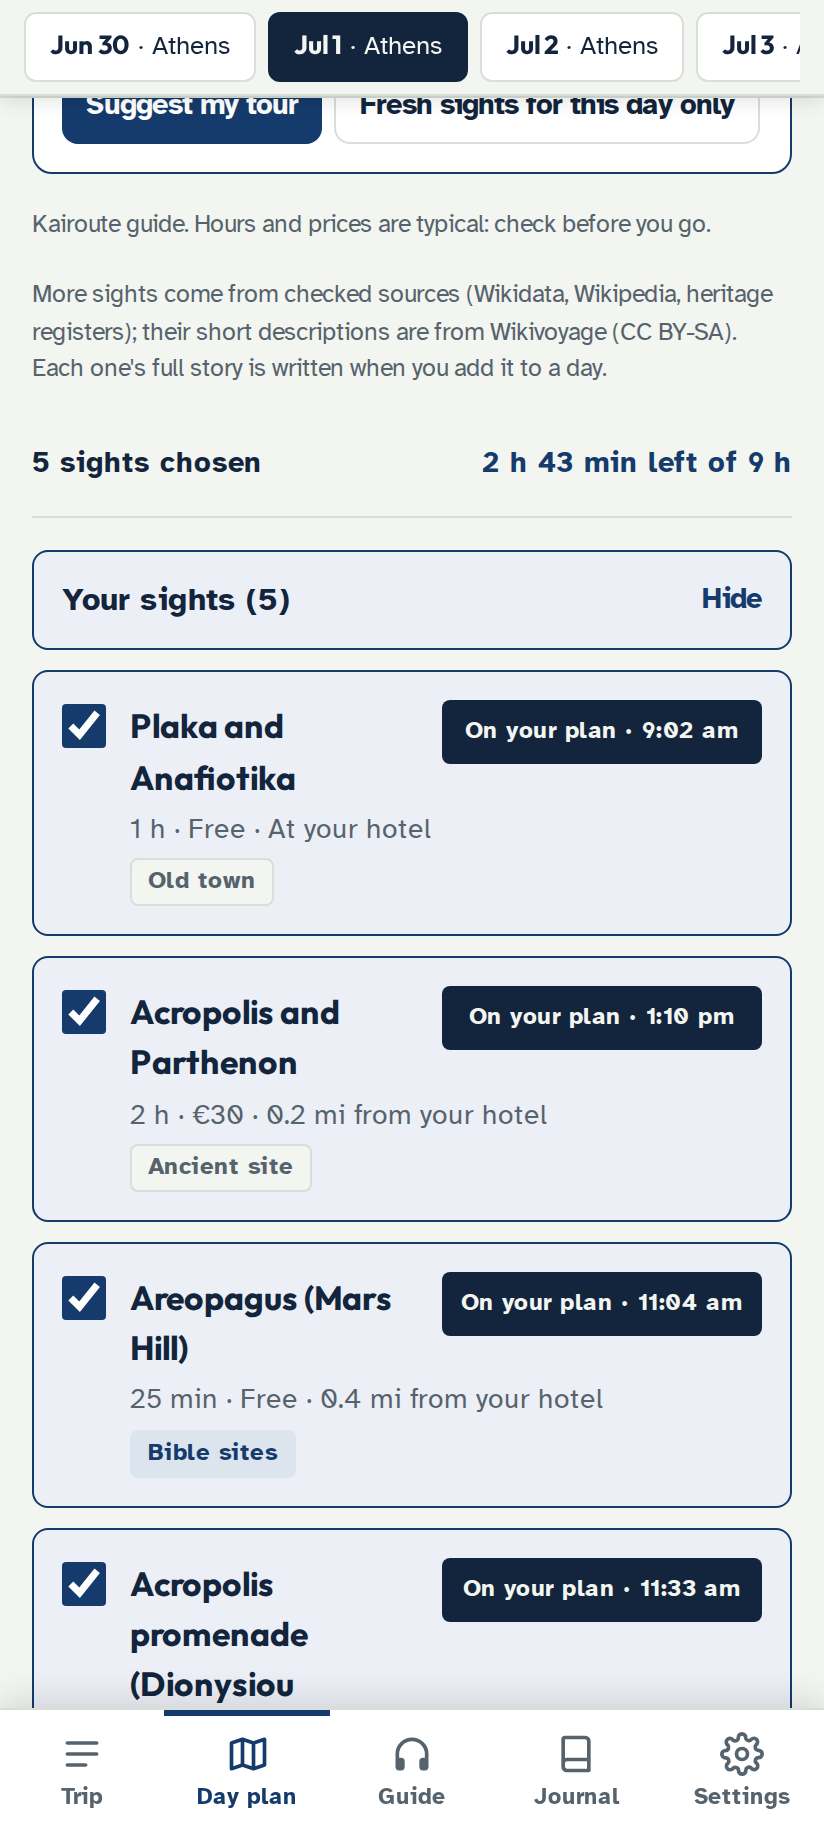 Jun 30 · Athens
Jul 1 · Athens
Jul 2 · Athens
Jul 3 ·
Suggest my tour
Fresh sights for this day only
Kairoute guide. Hours and prices are typical: check before you go.
More sights come from checked sources (Wikidata, Wikipedia, heritage
registers); their short descriptions are from Wikivoyage (CC BY-SA).
Each one's full story is written when you add it to a day.
5 sights chosen
2 h 43 min left of 9 h
Your sights (5)
Hide
Plaka and
Anafiotika
On your plan · 9:02 am
1 h · Free · At your hotel
Old town
Acropolis and
Parthenon
On your plan · 1:10 pm
2 h · €30 · 0.2 mi from your hotel
Ancient site
Areopagus (Mars
Hill)
On your plan · 11:04 am
25 min · Free · 0.4 mi from your hotel
Bible sites
Acropolis
promenade
(Dionysiou
On your plan · 11:33 am
Trip
Day plan
Guide
Journal
Settings